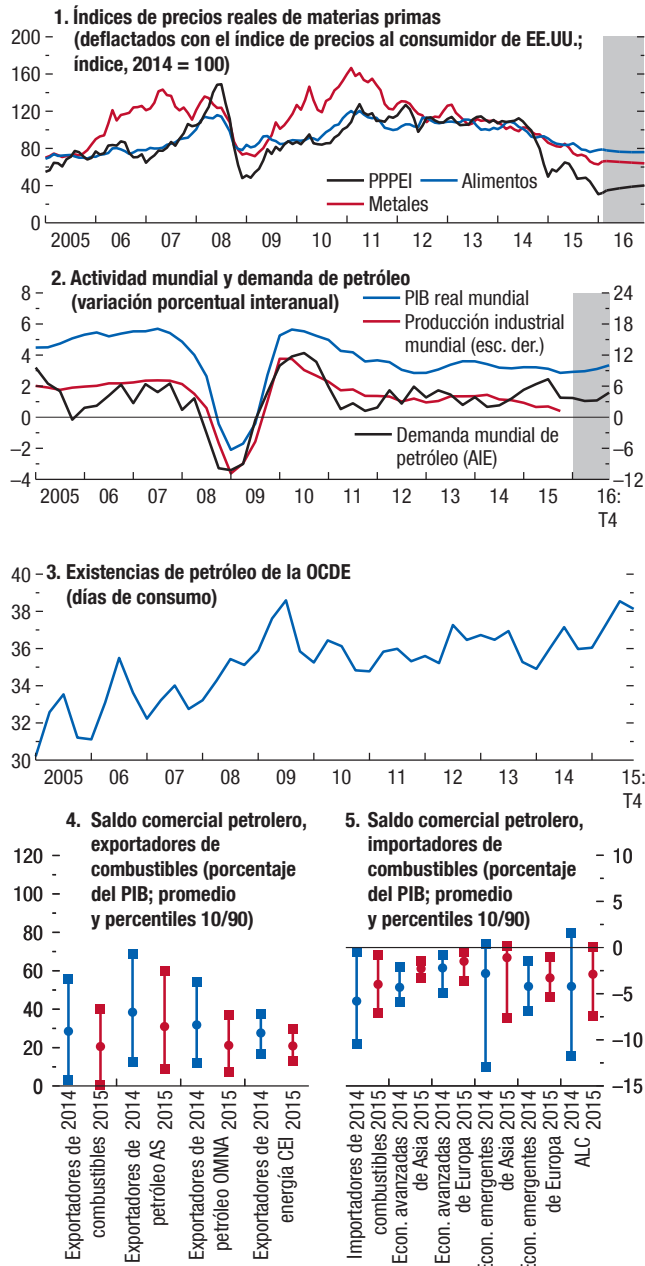 1. Índices de precios reales de materias primas
(deflactados con el índice de precios al consumidor de EE.UU.;
índice, 2014 = 100)
200
160
120
80
40
0
PPPEI
Alimentos
Metales
2005 06 07 08 09 10 11 12 13 14 15 16
2. Actividad mundial y demanda de petróleo
(variación porcentual interanual)
8
6
4
2
0
–2
–4
24
18
12
6
0
–6
–12
PIB real mundial
Producción industrial
mundial (esc. der.)
Demanda mundial de
petróleo (AIE)
2005 06 07 08 09 10 11 12 13 14 15 16:
T4
3. Existencias de petróleo de la OCDE
(días de consumo)
40
38
36
34
32
30
2005 06 07 08 09 10 11 12 13 14 15:
T4
4. Saldo comercial petrolero,
exportadores de
combustibles (porcentaje
del PIB; promedio
y percentiles 10/90)
120
100
80
60
40
20
0
Exportadores de 2014
combustibles 2015
Exportadores de 2014
petróleo AS 2015
Exportadores de 2014
petróleo OMNA 2015
Exportadores de 2014
energía CEI 2015
5. Saldo comercial petrolero,
importadores de
combustibles (porcentaje
del PIB; promedio
y percentiles 10/90)
10
5
0
–5
–10
–15
Importadores de 2014
combustibles 2015
Econ. avanzadas 2014
de Asia 2015
Econ. avanzadas 2014
de Europa 2015
Econ. emergentes 2014
de Asia 2015
Econ. emergentes 2014
de Europa 2015
2014
ALC 2015